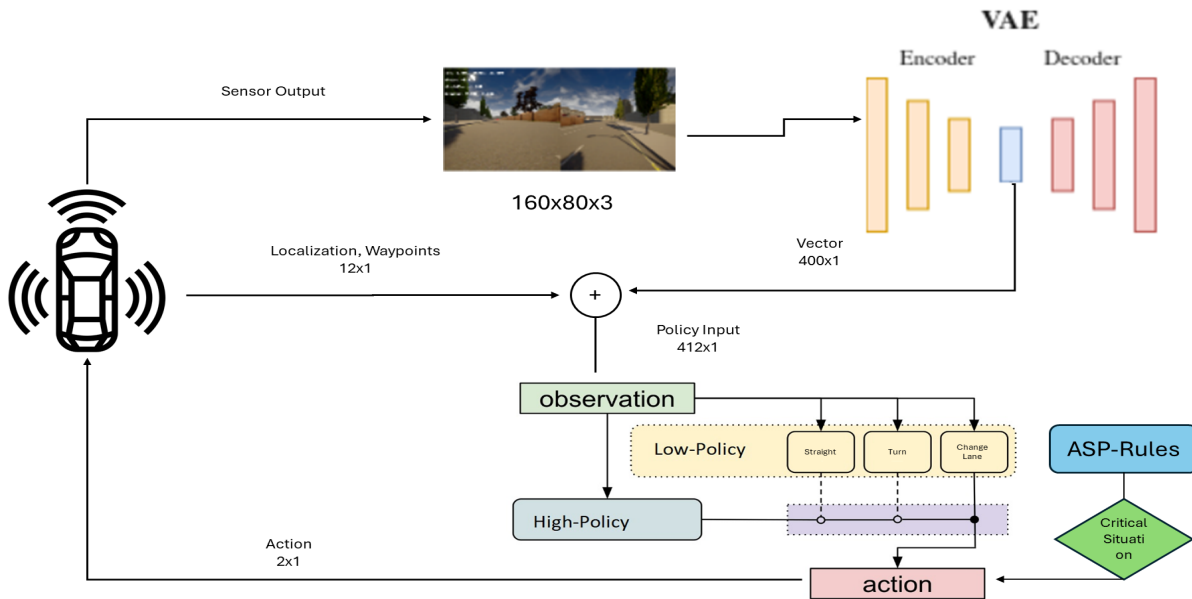 VAE
Encoder
Decoder
Sensor Output
160x80x3
Localization, Waypoints
12x1
Vector
400x1
+
Policy Input
412x1
observation
Low-Policy
Straight
Turn
Change
Lane
ASP-Rules
High-Policy
Critical
Situati
on
Action
2x1
action